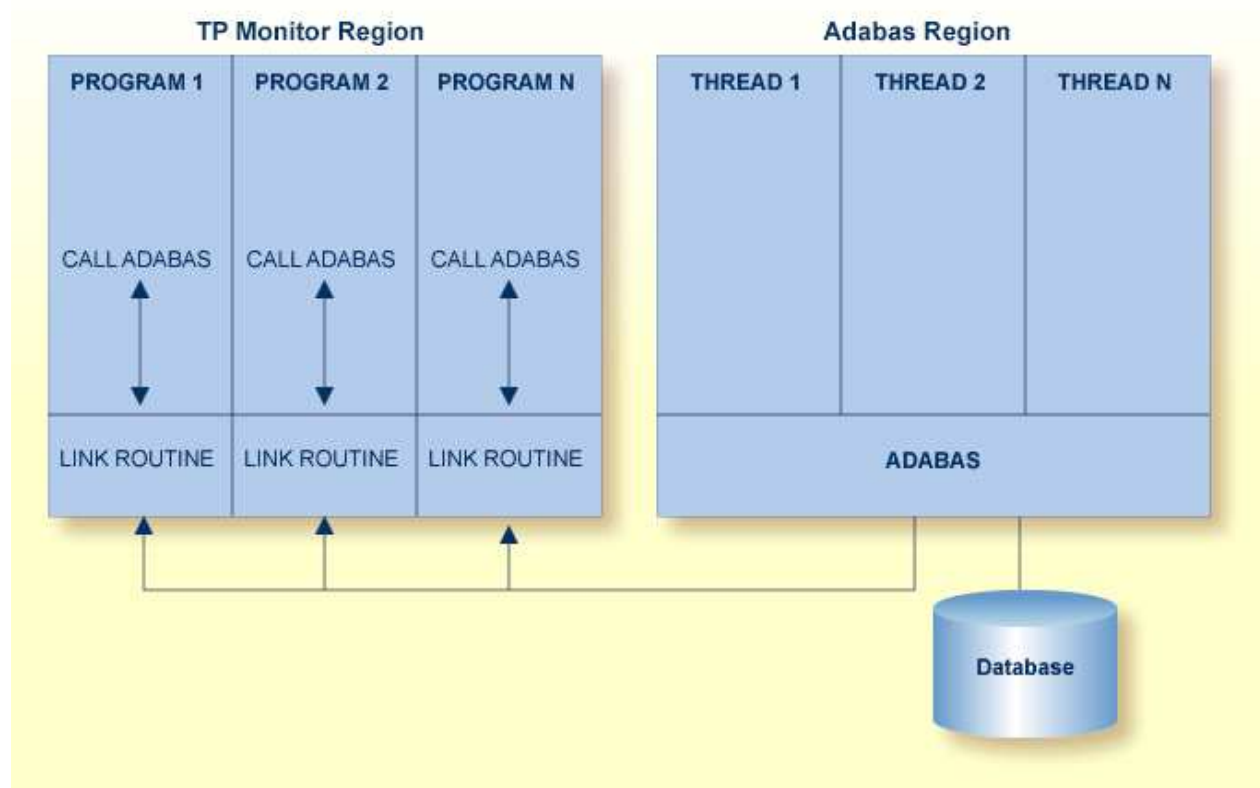 TP Monitor Region
Adabas Region
PROGRAM 1
PROGRAM 2
PROGRAM N
THREAD 1
THREAD 2
THREAD N
CALL ADABAS
CALL ADABAS
CALL ADABAS
LINK ROUTINE
LINK ROUTINE
LINK ROUTINE
ADABAS
Database